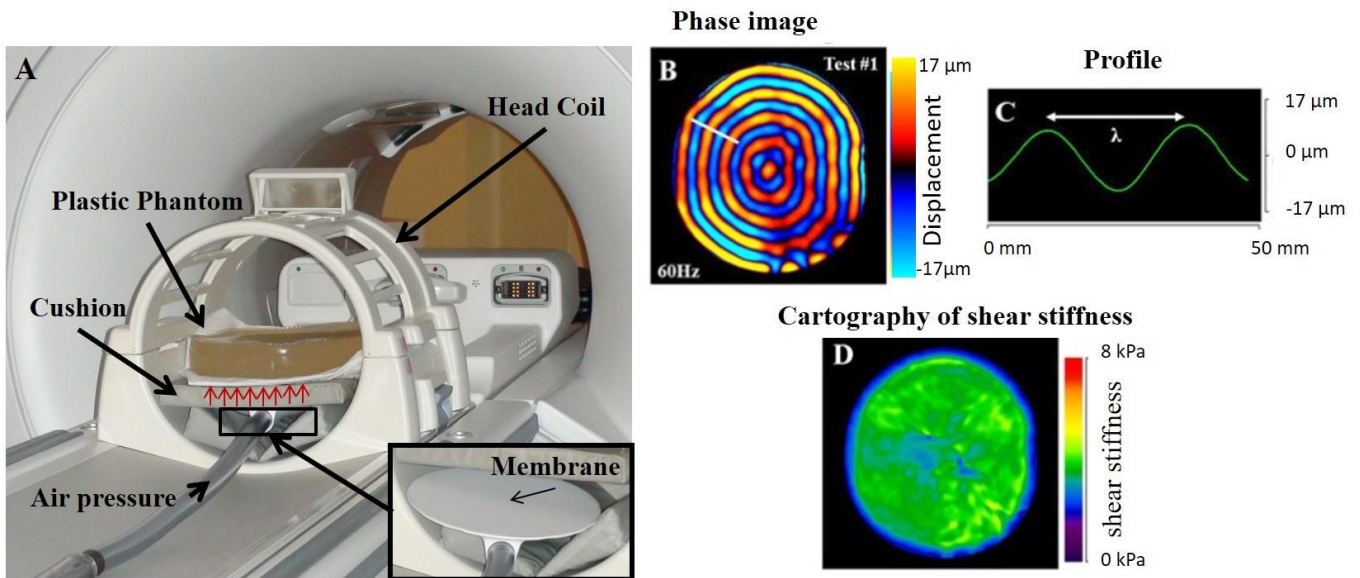 A
Head Coil
Plastic Phantom
Cushion
Air pressure
Membrane
Phase image
B
Test #1
60Hz
17 µm
Displacement
-17µm
Profile
C
λ
17 µm
0 µm
-17 µm
0 mm
50 mm
Cartography of shear stiffness
D
8 kPa
shear stiffness
0 kPa